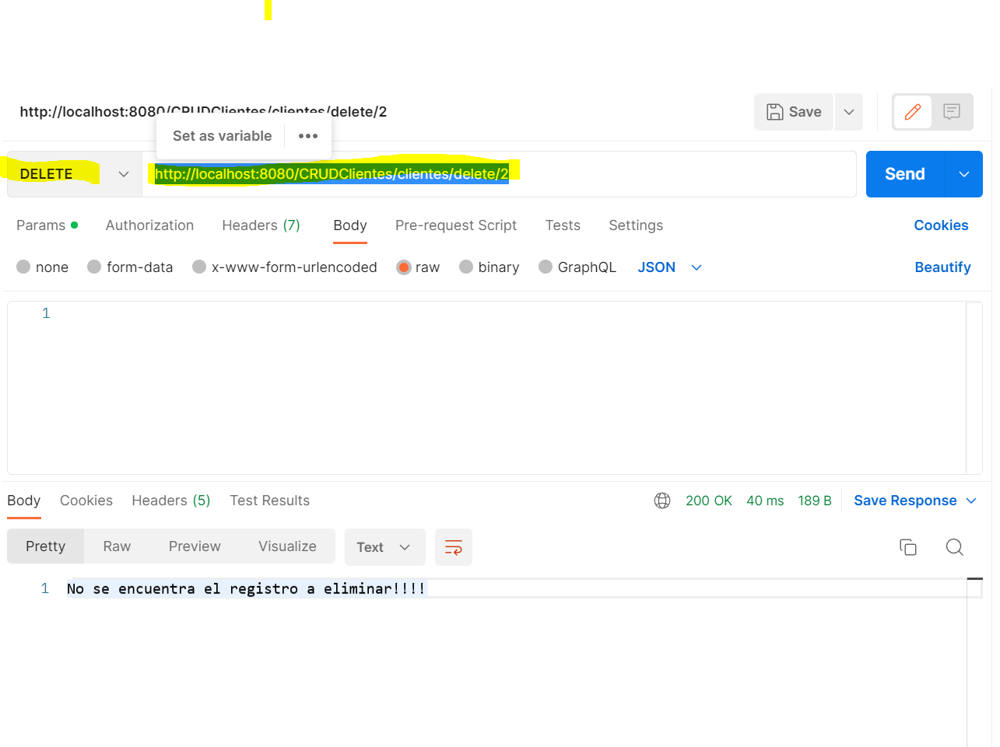 http://localhost:8080/CRUDClientes/clientes/delete/2
Save
Set as variable
DELETE
http://localhost:8080/CRUDClientes/clientes/delete/2
Send
Params
Authorization
Headers (7)
Body
Pre-request Script
Tests
Settings
Cookies
none
form-data
x-www-form-urlencoded
raw
binary
GraphQL
JSON
Beautify
1
Body
Cookies
Headers (5)
Test Results
200 OK
40 ms
189 B
Save Response
Pretty
Raw
Preview
Visualize
Text
1 No se encuentra el registro a eliminar!!!!